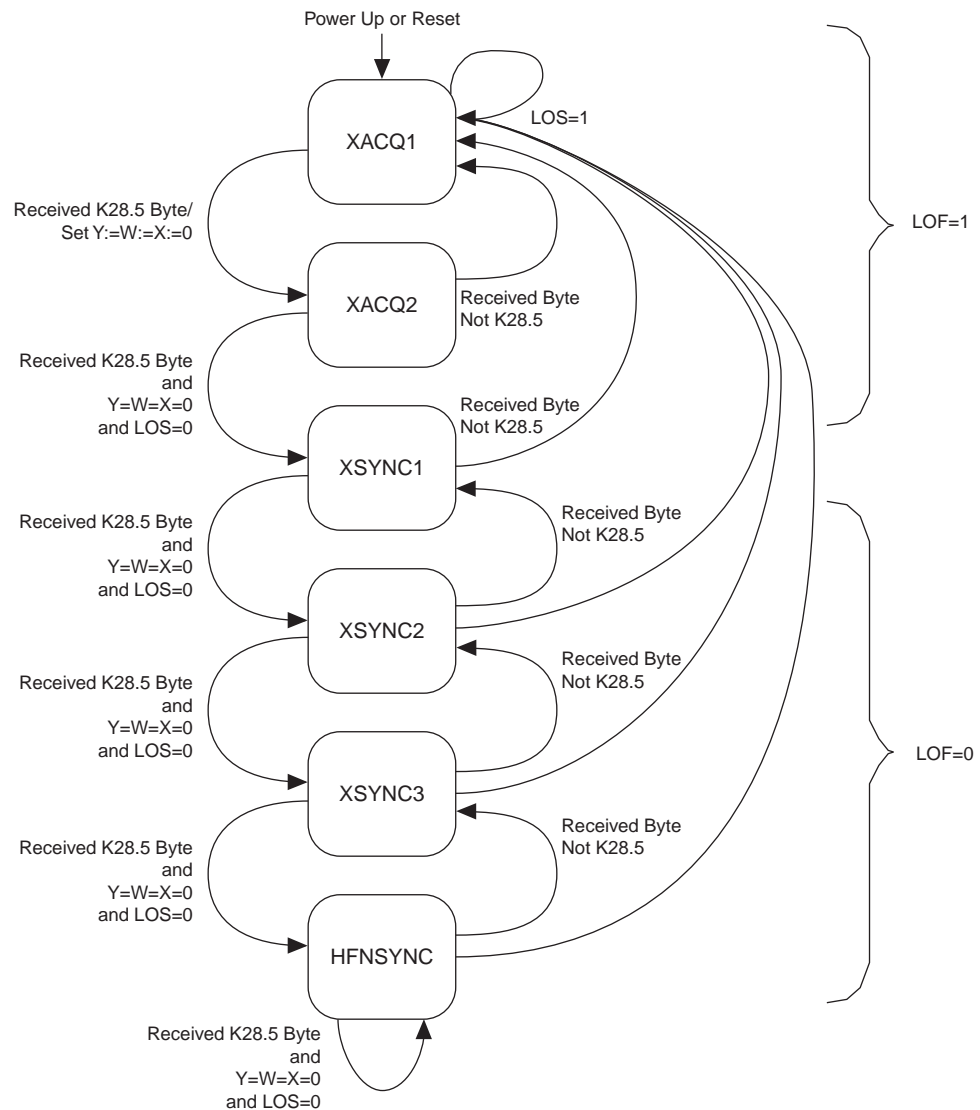 Power Up or Reset
LOS=1
XACQ1
Received K28.5 Byte/
Set Y:=W:=X:=0
LOF=1
XACQ2
Received Byte
Not K28.5
Received K28.5 Byte
and
Y=W=X=0
and LOS=0
Received Byte
Not K28.5
XSYNC1
Received K28.5 Byte
and
Y=W=X=0
and LOS=0
Received Byte
Not K28.5
XSYNC2
Received K28.5 Byte
and
Y=W=X=0
and LOS=0
Received Byte
Not K28.5
LOF=0
XSYNC3
Received K28.5 Byte
and
Y=W=X=0
and LOS=0
Received Byte
Not K28.5
HFNSYNC
Received K28.5 Byte
and
Y=W=X=0
and LOS=0